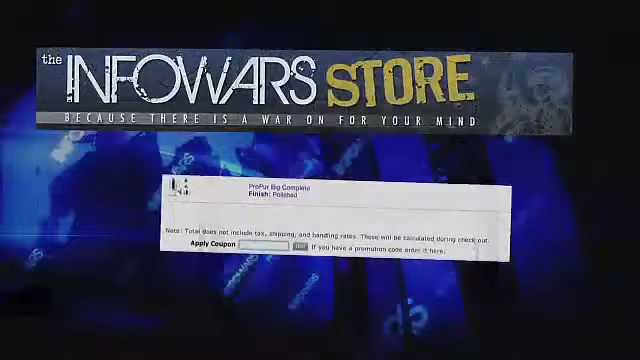 the INFOWARS STORE
BECAUSE THERE IS A WAR ON FOR YOUR MIND
ProPur Big Complete
Finish: Polished
Note: Total does not include tax, shipping, and handling rates. These will be calculated during check out.
Apply Coupon
If you have a promotion code enter it here.
INFOWARS